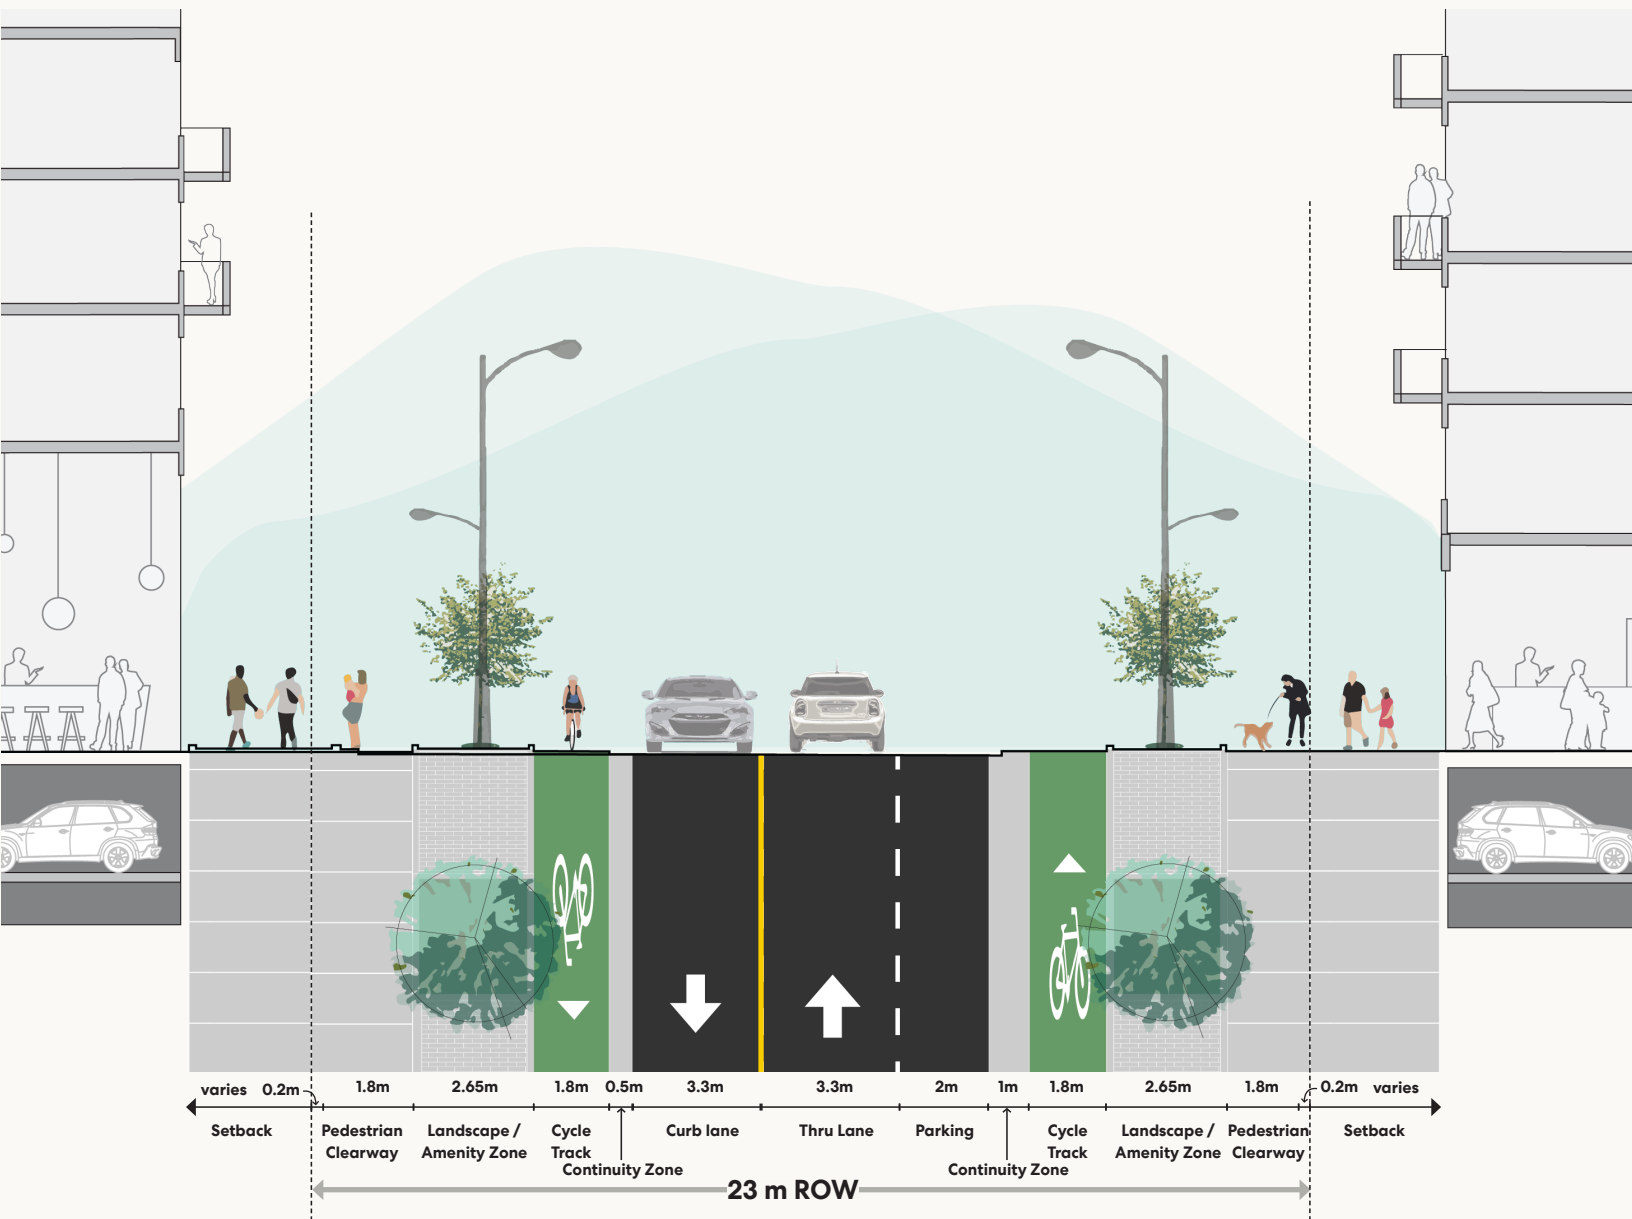 varies 0.2m 1.8m 2.65m 1.8m 0.5m 3.3m 3.3m 2m 1m 1.8m 2.65m 1.8m 0.2m varies
Setback Pedestrian Landscape / Cycle Curb lane Thru Lane Parking Cycle Landscape / Pedestrian Setback
Clearway Amenity Zone Track Track Amenity Zone Clearway
Continuity Zone Continuity Zone
23 m ROW